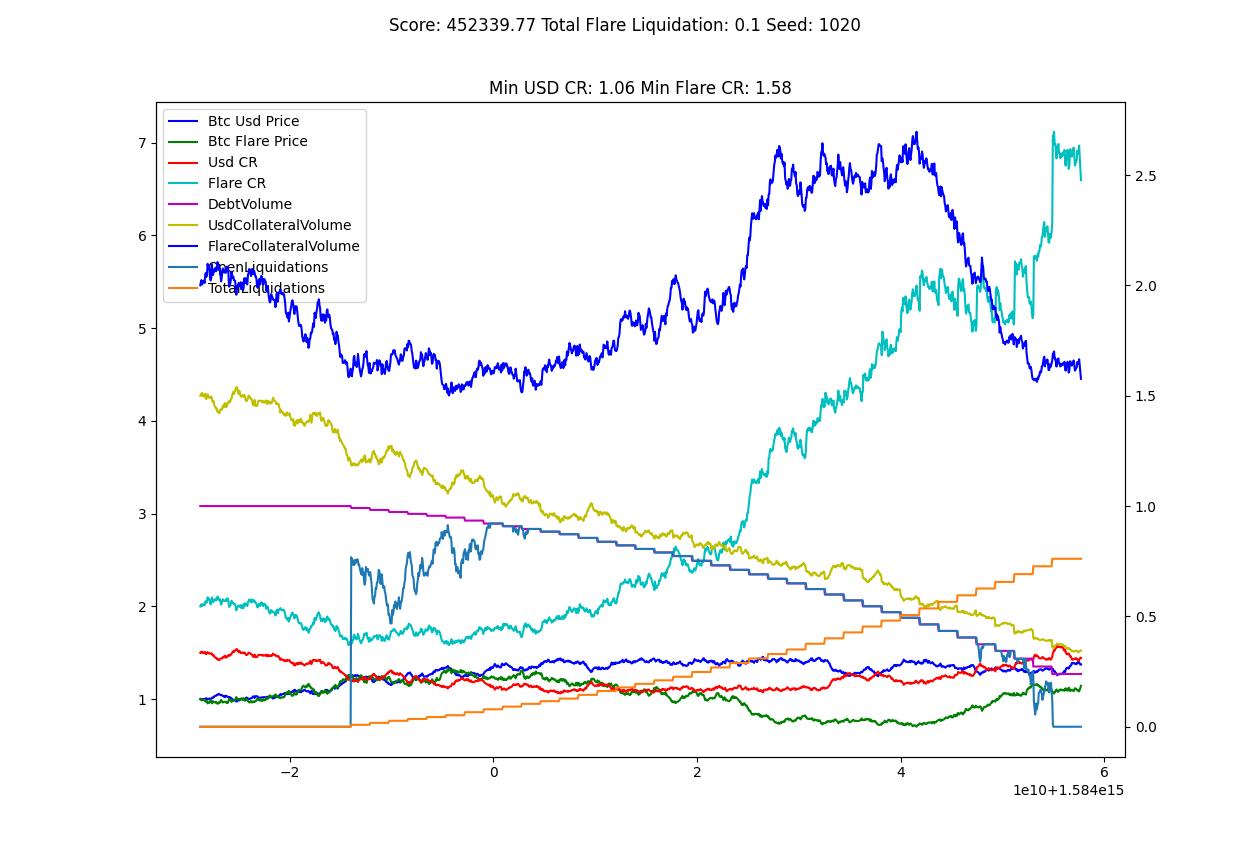 Score: 452339.77 Total Flare Liquidation: 0.1 Seed: 1020
Min USD CR: 1.06 Min Flare CR: 1.58
Btc Usd Price
Btc Flare Price
Usd CR
Flare CR
DebtVolume
UsdCollateralVolume
FlareCollateralVolume
OpenLiquidations
TotalLiquidations
7
6
5
4
3
2
1
2.5
2.0
1.5
1.0
0.5
0.0
−2 0 2 4 6
1e10+1.584e15